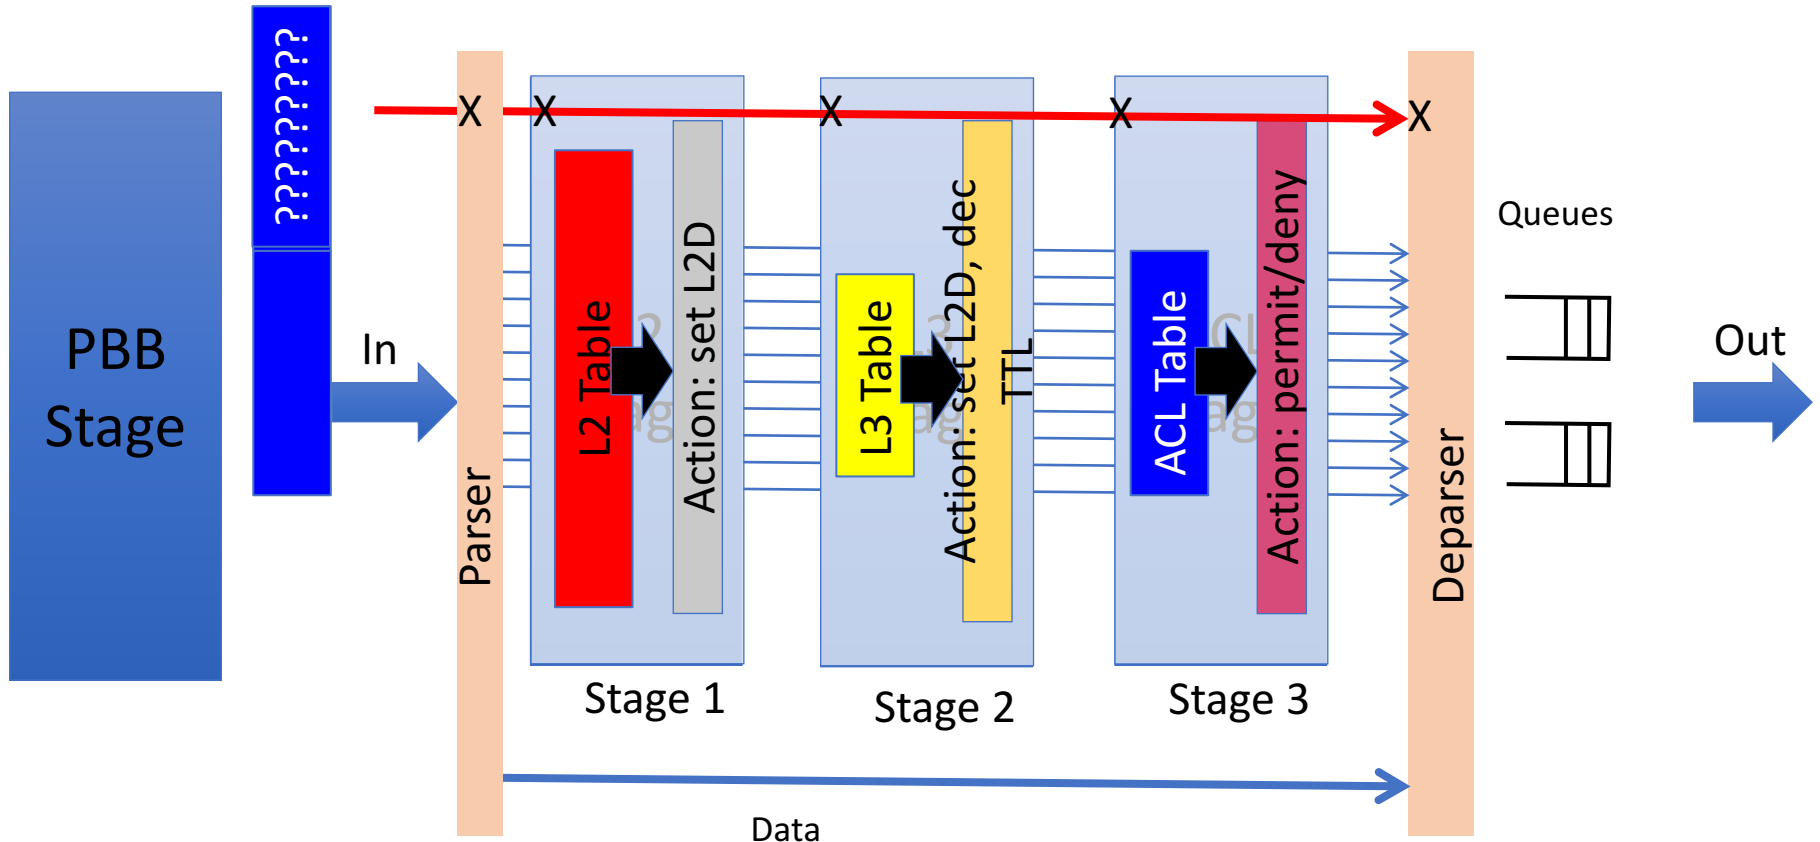 PBB
Stage
?????????
In
Parser
X
X
L2 Table
Action: set L2D
Stage 1
X
L3 Table
Action: set L2D, dec
TTL
Stage 2
X
ACL Table
Action: permit/deny
Stage 3
X
Deparser
Data
Queues
Out